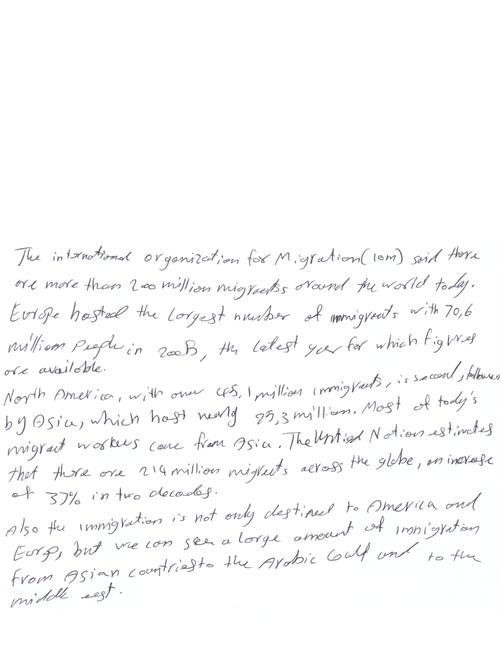 The international organization for Migration (iom) said there
are more than 200 million migrants around the world today.
Europe hosted the largest number of immigrants with 70,6
million people in 2005, the latest year for which figures
are available.
North America, with over 45,1 million immigrants, is second, followed
by Asia, which host nearly 25,3 million. Most of today's
migrant workers come from Asia. The United Nation estimates
that there are 214 million migrants across the globe, an increase
of 37% in two decades.
Also the immigration is not only destined to America and
Europ, but we can see a large amount of immigration
from Asian countries to the Arabic Gulf and to the
middle east.